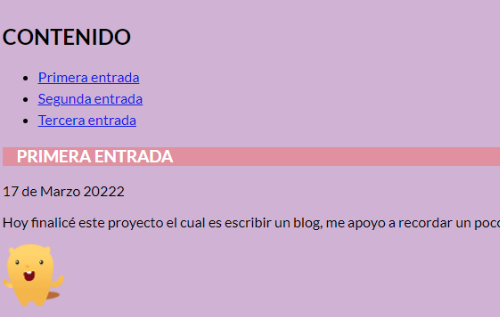 CONTENIDO
Primera entrada
Segunda entrada
Tercera entrada
PRIMERA ENTRADA
17 de Marzo 20222
Hoy finalicé este proyecto el cual es escribir un blog, me apoyo a recordar un poco